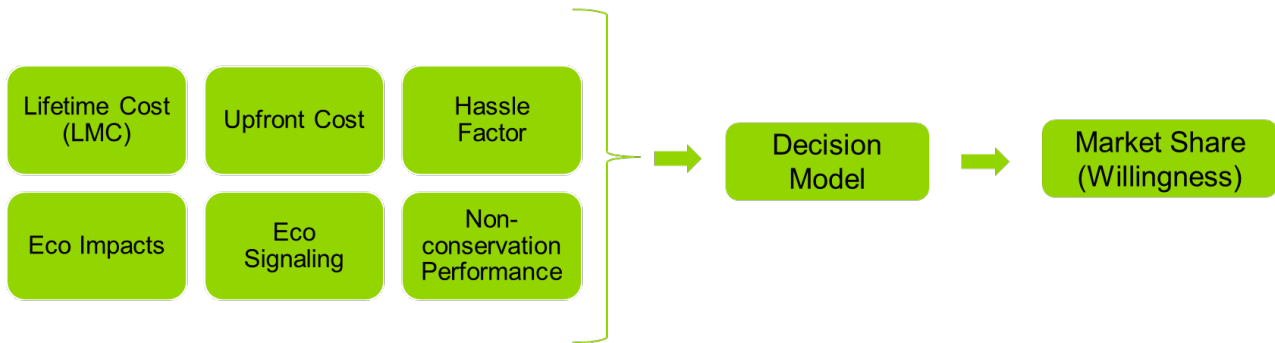 Lifetime Cost
(LMC)
Upfront Cost
Hassle
Factor
Eco Impacts
Eco
Signaling
Non-
conservation
Performance
Decision
Model
Market Share
(Willingness)